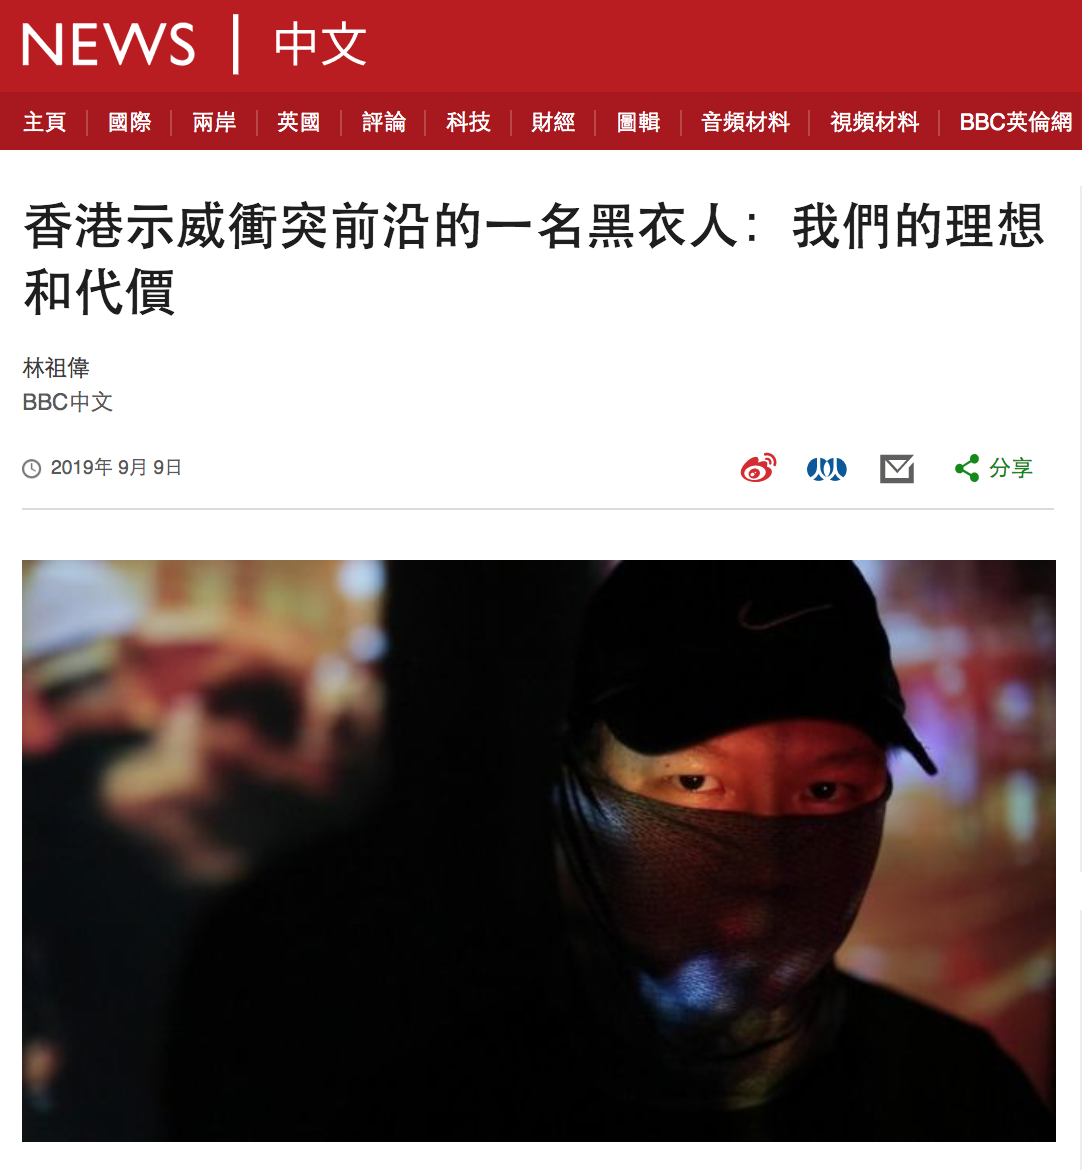 NEWS 中文
主頁 國際 兩岸 英國 評論 科技 財經 圖輯 音頻材料 視頻材料 BBC英倫網
香港示威衝突前沿的一名黑衣人：我們的理想
和代價
林祖偉
BBC中文
2019年 9月 9日
分享